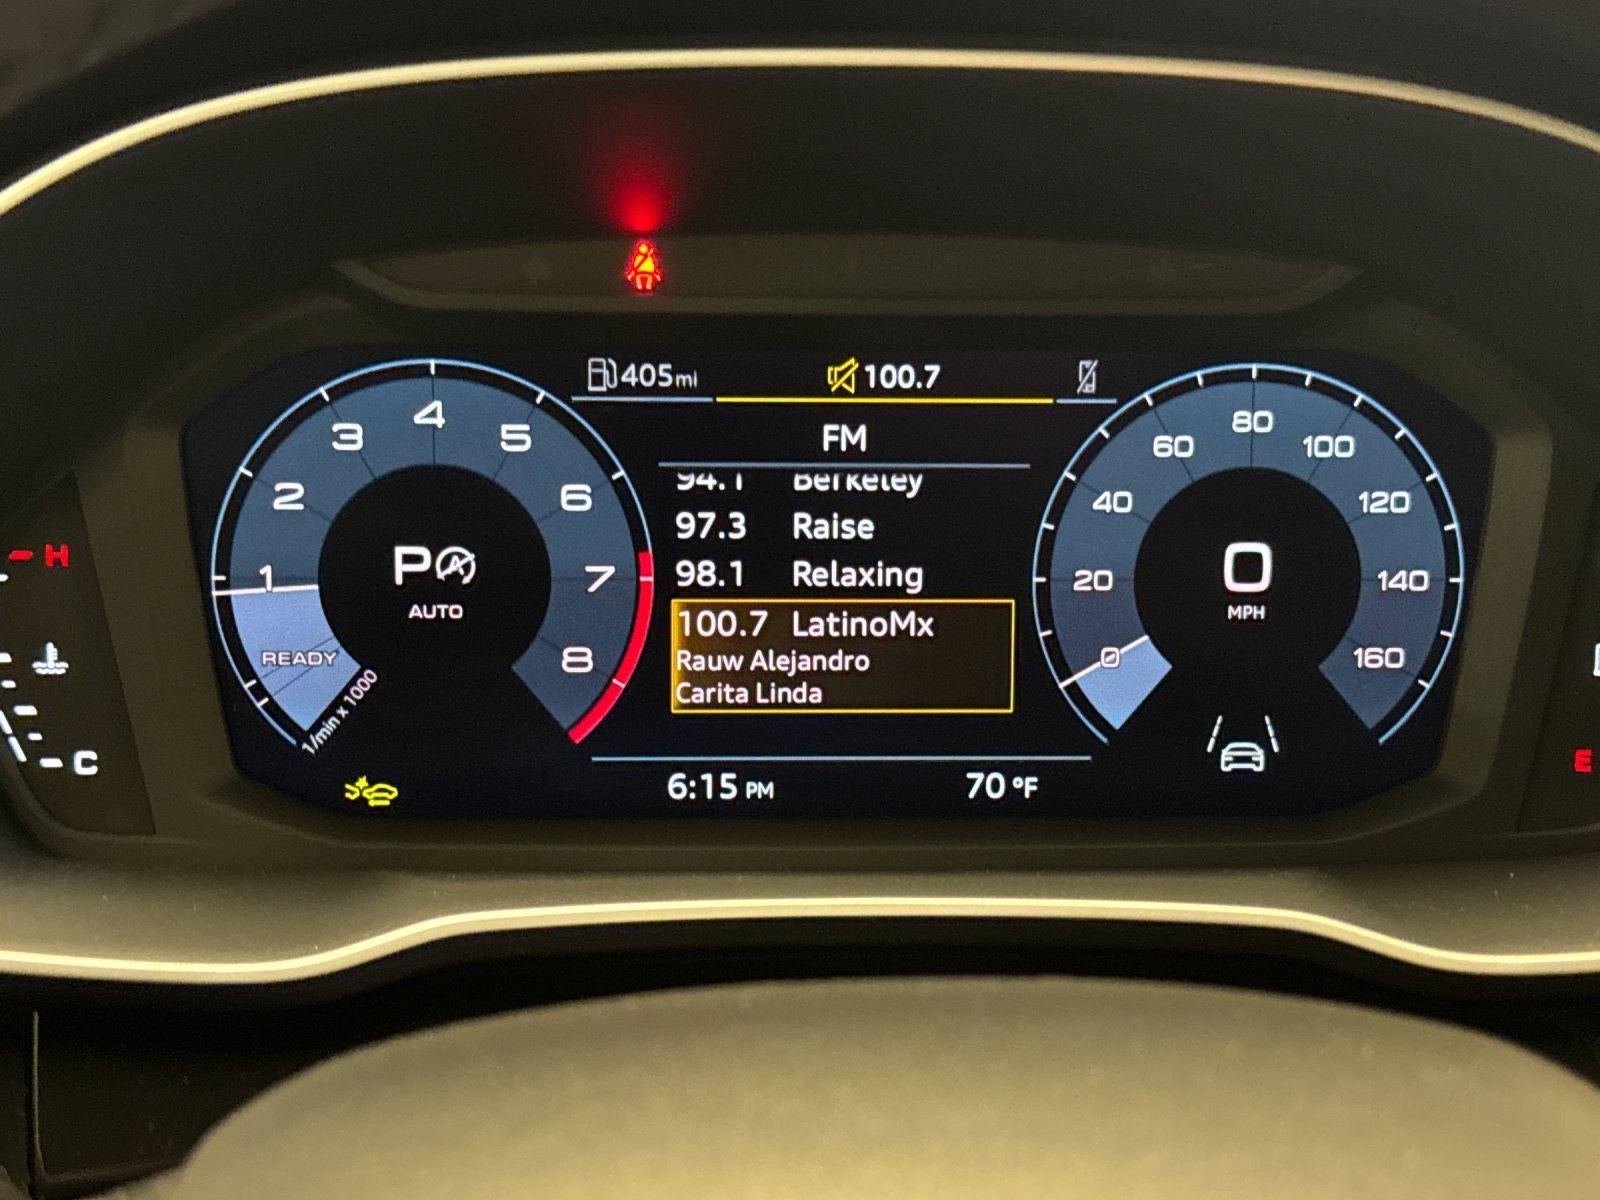 405mi
100.7
FM
94.1 Berkeley
97.3 Raise
98.1 Relaxing
100.7 LatinoMx
Rauw Alejandro
Carita Linda
6:15 PM
70 °F
1 2 3 4 5 6 7 8
READY
1/min x 1000
P A
AUTO
0 20 40 60 80 100 120 140 160
0
MPH
H
C
E